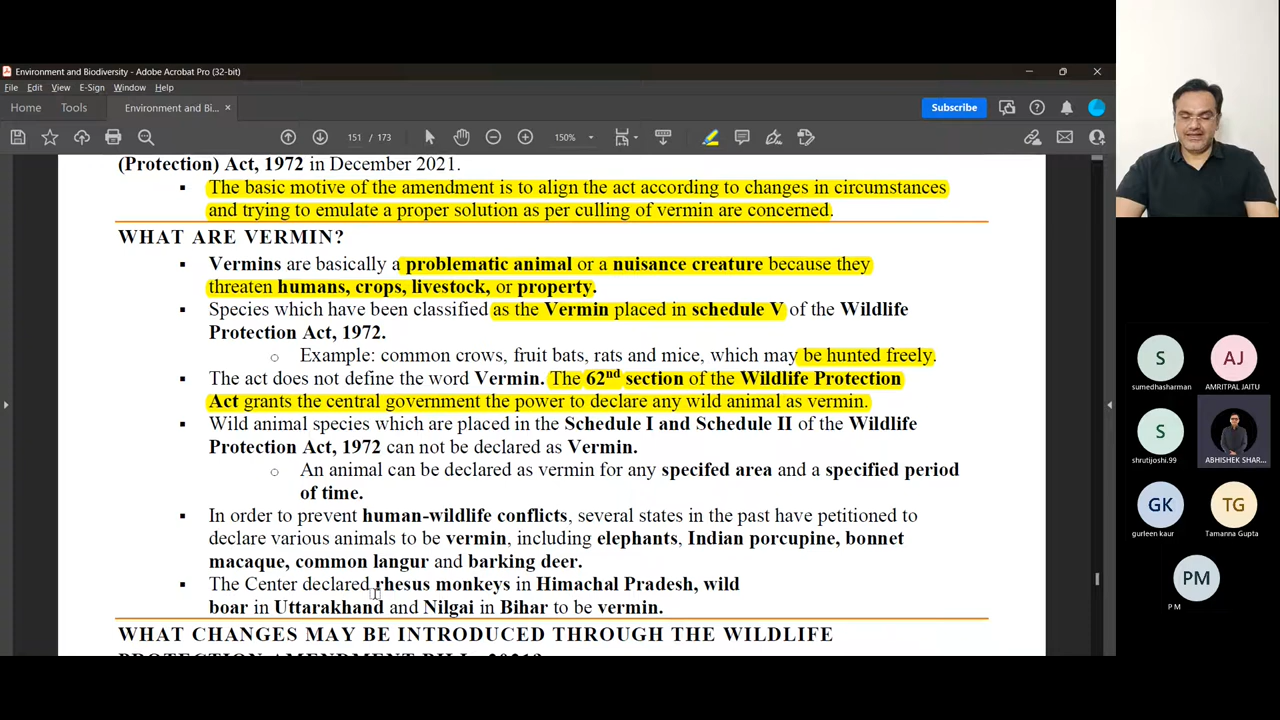 Environment and Biodiversity - Adobe Acrobat Pro (32-bit)
File Edit View E-Sign Window Help
Home Tools Environment and Bi... × Subscribe
151 / 173 150%
(Protection) Act, 1972 in December 2021.
▪ The basic motive of the amendment is to align the act according to changes in circumstances
and trying to emulate a proper solution as per culling of vermin are concerned.
WHAT ARE VERMIN?
▪ Vermins are basically a problematic animal or a nuisance creature because they
threaten humans, crops, livestock, or property.
▪ Species which have been classified as the Vermin placed in schedule V of the Wildlife
Protection Act, 1972.
○ Example: common crows, fruit bats, rats and mice, which may be hunted freely.
▪ The act does not define the word Vermin. The 62nd section of the Wildlife Protection
Act grants the central government the power to declare any wild animal as vermin.
▪ Wild animal species which are placed in the Schedule I and Schedule II of the Wildlife
Protection Act, 1972 can not be declared as Vermin.
○ An animal can be declared as vermin for any specifed area and a specified period
of time.
▪ In order to prevent human-wildlife conflicts, several states in the past have petitioned to
declare various animals to be vermin, including elephants, Indian porcupine, bonnet
macaque, common langur and barking deer.
▪ The Center declared rhesus monkeys in Himachal Pradesh, wild
boar in Uttarakhand and Nilgai in Bihar to be vermin.
WHAT CHANGES MAY BE INTRODUCED THROUGH THE WILDLIFE
PROTECTION AMENDMENT BILL, 2021?
S AJ
sumedhasharman AMRITPAL JAITU
S
shrutijoshi.99 ABHISHEK SHAR...
GK TG
gurleen kaur Tamanna Gupta
PM
P M